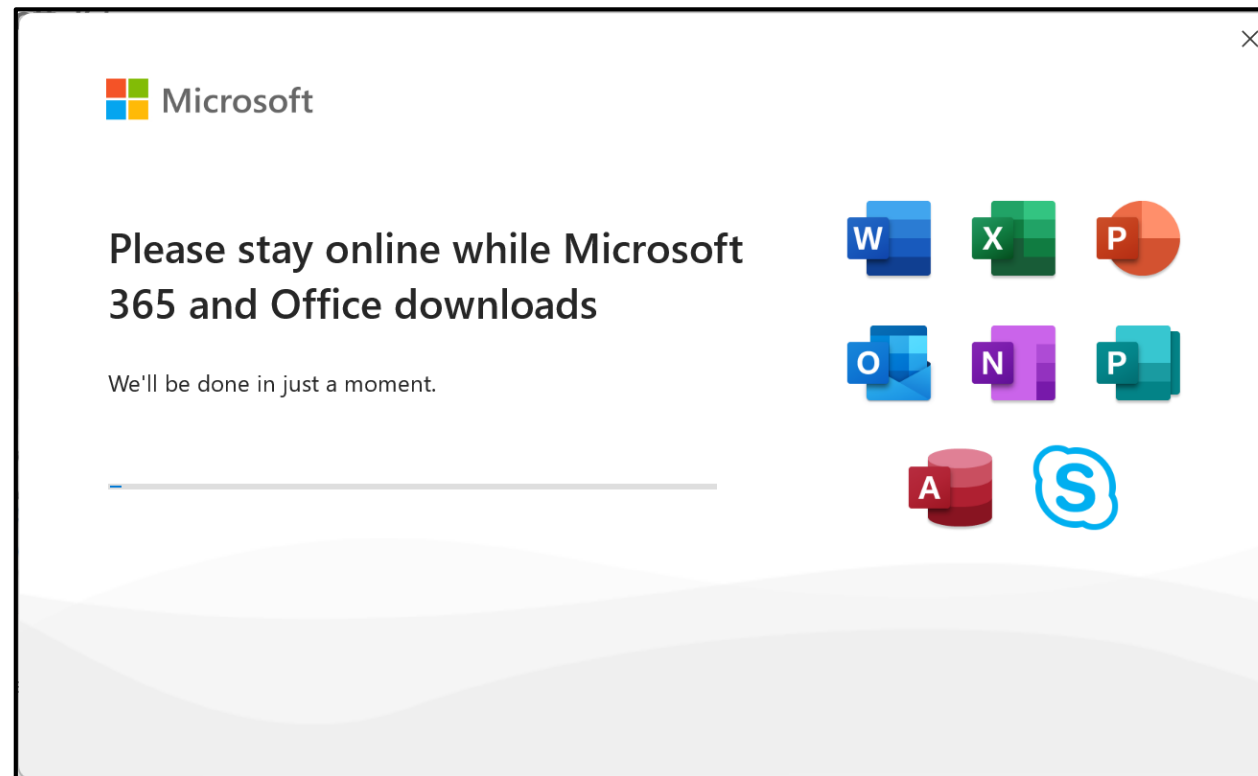 Microsoft
Please stay online while Microsoft
365 and Office downloads
We'll be done in just a moment.
W
X
P
O
N
P
A
S